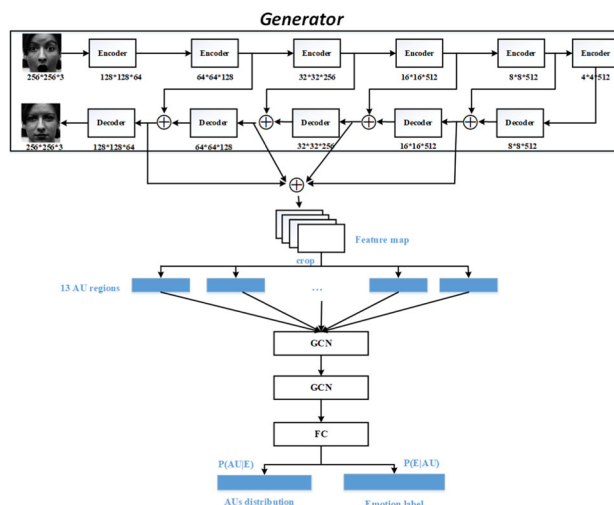 Generator
Encoder Encoder Encoder Encoder Encoder Encoder
256*256*3 128*128*64 64*64*128 32*32*256 16*16*512 8*8*512 4*4*512
Decoder Decoder Decoder Decoder Decoder
256*256*3 128*128*64 64*64*128 32*32*256 16*16*512 8*8*512
Feature map
crop
13 AU regions
...
GCN
GCN
FC
P(AU|E) P(E|AU)
AUs distribution Emotion label